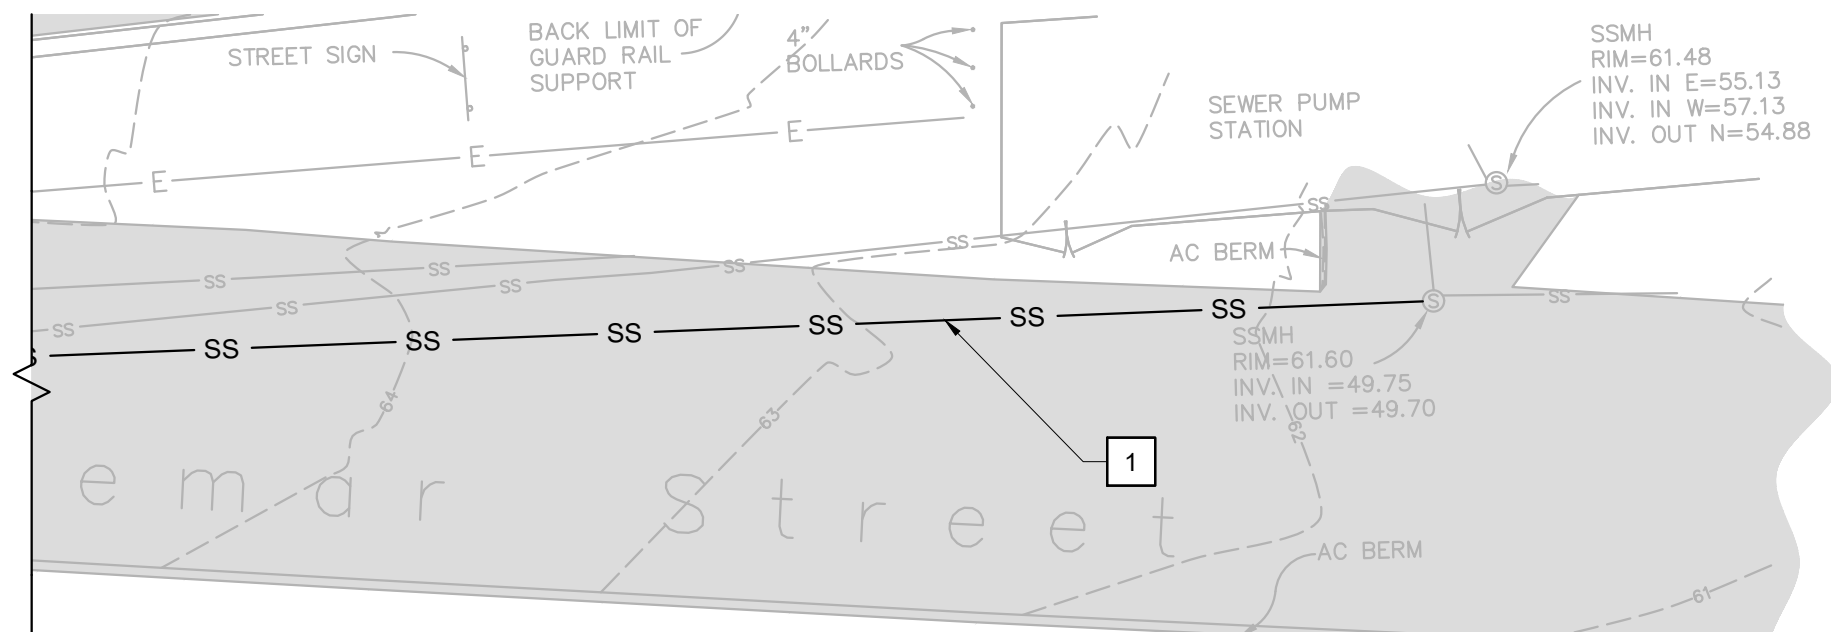 BACK LIMIT OF
GUARD RAIL
SUPPORT
STREET SIGN
4"
BOLLARDS
SSMH
RIM=61.48
INV. IN E=55.13
INV. IN W=57.13
INV. OUT N=54.88
SEWER PUMP
STATION
E
E
E
S
SS
SS
AC BERM
SS
SS
SS
SS
SS
SS
S
SS
SS
SS
SS
SS
SS
SS
SS
SSMH
RIM=61.60
INV. IN =49.75
INV. OUT =49.70
64
63
62
1
emar Street
AC BERM
61